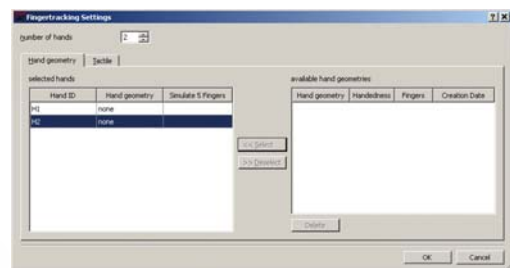 Fingertracking Settings
number of hands 2
Hand geometry Tactile
selected hands
Hand ID Hand geometry Simulate 5 Fingers
H1 none
H2 none
<< Select
>> Deselect
available hand geometries
Hand geometry Handedness Fingers Creation Date
Delete
OK Cancel